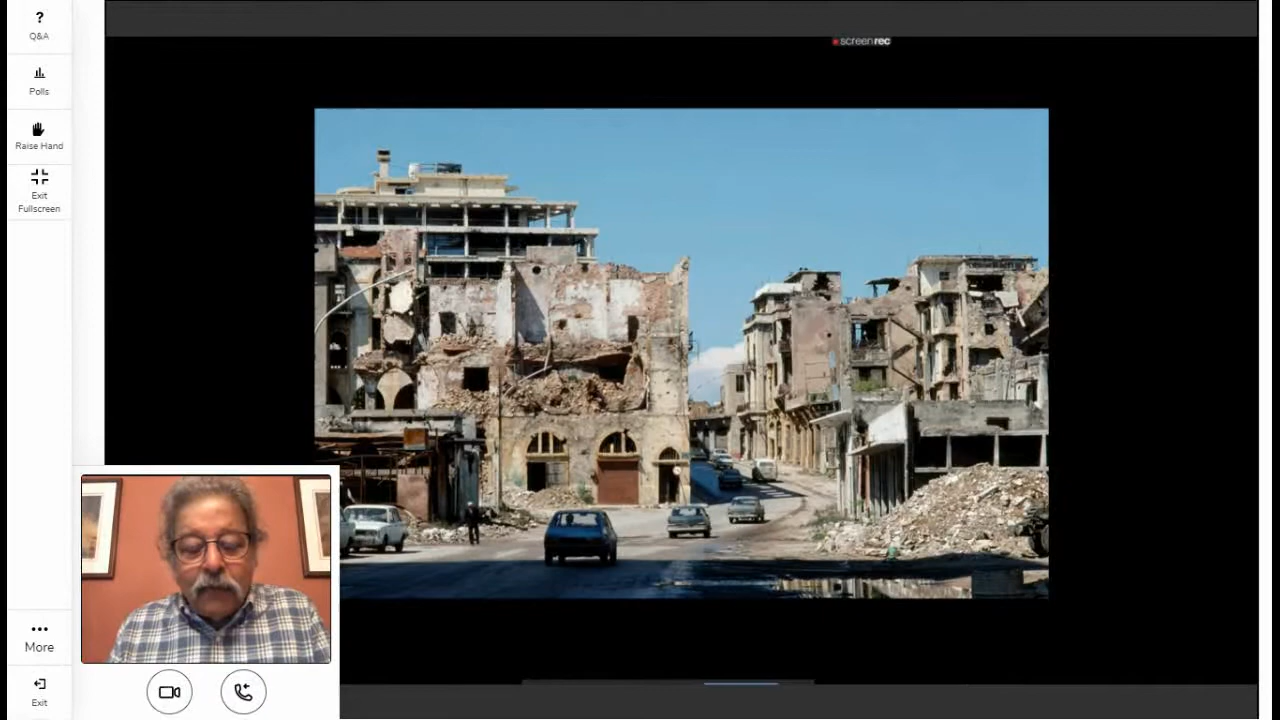 ?
Q&A
Polls
Raise Hand
Exit
Fullscreen
screenrec
More
Exit